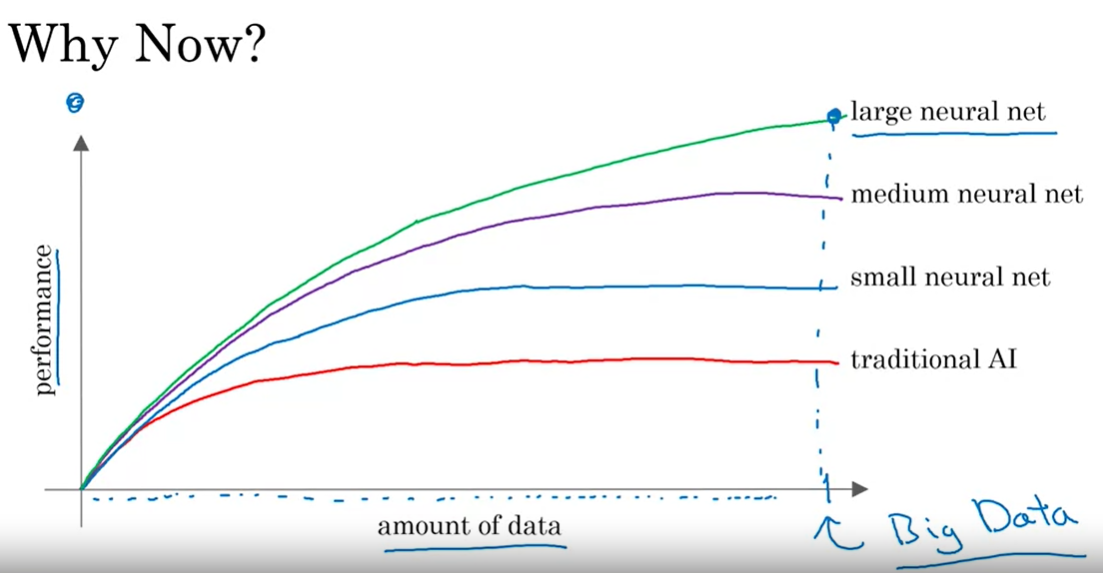 Why Now?
large neural net
medium neural net
small neural net
traditional AI
performance
amount of data
Big Data